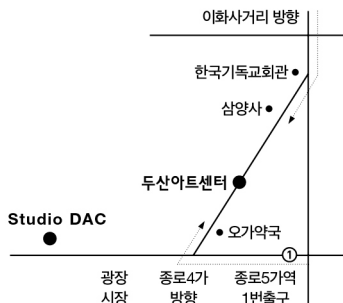 이화사거리 방향
한국기독교회관
삼양사
두산아트센터
Studio DAC
오가약국
1
광장
시장
종로4가
방향
종로5가역
1번출구